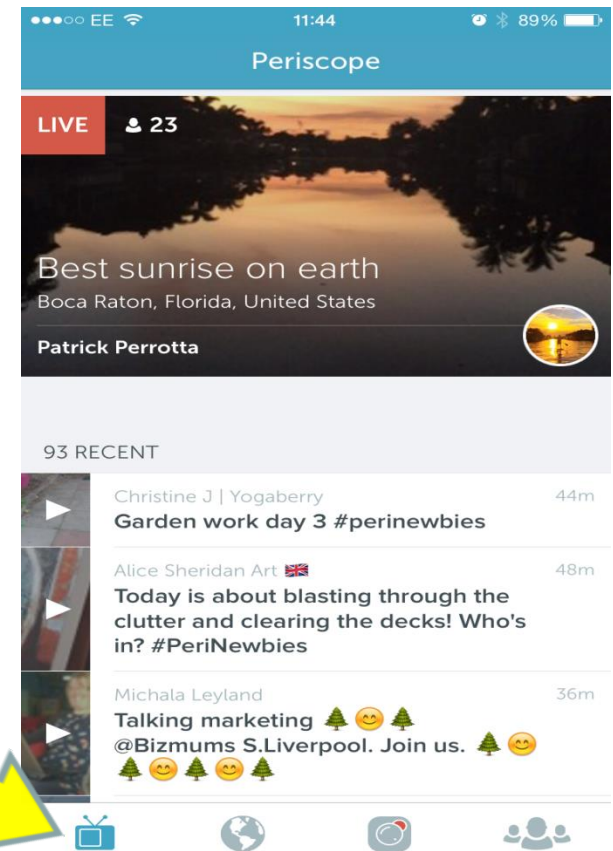 EE 11:44 89%
Periscope
LIVE 23
Best sunrise on earth
Boca Raton, Florida, United States
Patrick Perrotta
93 RECENT
Christine J | Yogaberry 44m
Garden work day 3 #perinewbies
Alice Sheridan Art 🇬🇧 48m
Today is about blasting through the
clutter and clearing the decks! Who's
in? #PeriNewbies
Michala Leyland 36m
Talking marketing 🌲😊🌲
@Bizmums S.Liverpool. Join us. 🌲😊
🌲😊🌲😊🌲